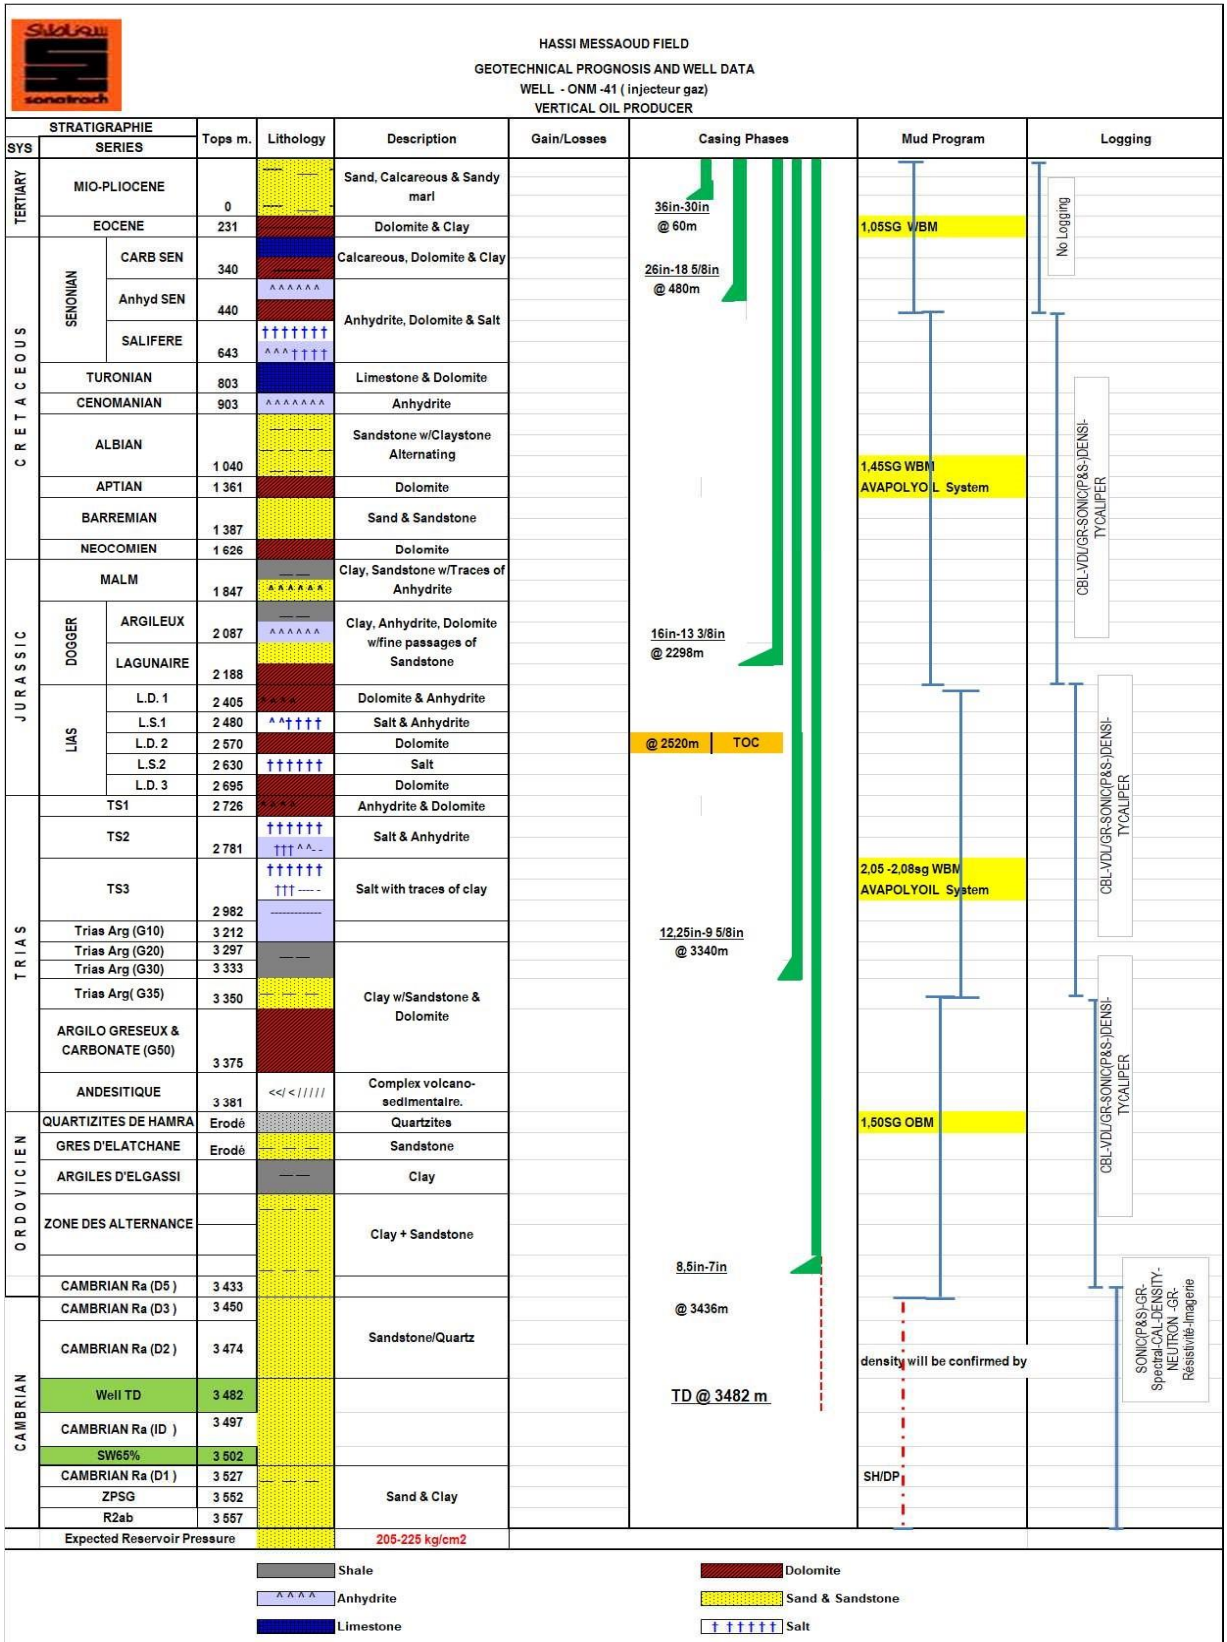 سوناطراك
sonatrach
HASSI MESSAOUD FIELD
GEOTECHNICAL PROGNOSIS AND WELL DATA
WELL - ONM -41 ( injecteur gaz)
VERTICAL OIL PRODUCER
STRATIGRAPHIE
SYS
SERIES
Tops m.
Lithology
Description
Gain/Losses
Casing Phases
Mud Program
Logging
TERTIARY
MIO-PLIOCENE
0
Sand, Calcareous & Sandy
marl
EOCENE
231
Dolomite & Clay
CRETACEOUS
SENONIAN
CARB SEN
340
Calcareous, Dolomite & Clay
Anhyd SEN
440
Anhydrite, Dolomite & Salt
SALIFERE
643
TURONIAN
803
Limestone & Dolomite
CENOMANIAN
903
Anhydrite
ALBIAN
1 040
Sandstone w/Claystone
Alternating
APTIAN
1 361
Dolomite
BARREMIAN
1 387
Sand & Sandstone
NEOCOMIEN
1 626
Dolomite
JURASSIC
MALM
1 847
Clay, Sandstone w/Traces of
Anhydrite
DOGGER
ARGILEUX
2 087
Clay, Anhydrite, Dolomite
w/fine passages of
Sandstone
LAGUNAIRE
2 188
LIAS
L.D. 1
2 405
Dolomite & Anhydrite
L.S.1
2 480
Salt & Anhydrite
L.D. 2
2 570
Dolomite
L.S.2
2 630
Salt
L.D. 3
2 695
Dolomite
TRIAS
TS1
2 726
Anhydrite & Dolomite
TS2
2 781
Salt & Anhydrite
TS3
2 982
Salt with traces of clay
Trias Arg (G10)
3 212
Trias Arg (G20)
3 297
Trias Arg (G30)
3 333
Trias Arg( G35)
3 350
Clay w/Sandstone &
Dolomite
ARGILO GRESEUX &
CARBONATE (G50)
3 375
ANDESITIQUE
3 381
Complex volcano-
sedimentaire.
ORDOVICIEN
QUARTIZITES DE HAMRA
Erodé
Quartzites
GRES D'ELATCHANE
Erodé
Sandstone
ARGILES D'ELGASSI
Clay
ZONE DES ALTERNANCE
Clay + Sandstone
CAMBRIAN Ra (D5 )
3 433
CAMBRIAN
CAMBRIAN Ra (D3 )
3 450
Sandstone/Quartz
CAMBRIAN Ra (D2 )
3 474
Well TD
3 482
CAMBRIAN Ra (ID )
3 497
SW65%
3 502
CAMBRIAN Ra (D1 )
3 527
ZPSG
3 552
Sand & Clay
R2ab
3 557
Expected Reservoir Pressure
205-225 kg/cm2
36in-30in
@ 60m
26in-18 5/8in
@ 480m
16in-13 3/8in
@ 2298m
@ 2520m
TOC
12,25in-9 5/8in
@ 3340m
8,5in-7in
@ 3436m
TD @ 3482 m
1,05SG WBM
1,45SG WBM
AVAPOLYOIL System
2,05 -2,08sg WBM
AVAPOLYOIL System
1,50SG OBM
density will be confirmed by
SH/DP
No Logging
CBL-VDL/GR-SONIC(P&S-)DENSI-
TYCALIPER
CBL-VDL/GR-SONIC(P&S-)DENSI-
TYCALIPER
CBL-VDL/GR-SONIC(P&S-)DENSI-
TYCALIPER
SONIC(P&S)-GR-
Spectral-CAL-DENSITY-
NEUTRON -GR-
Résistivité-Imagerie
Shale
Anhydrite
Limestone
Dolomite
Sand & Sandstone
Salt